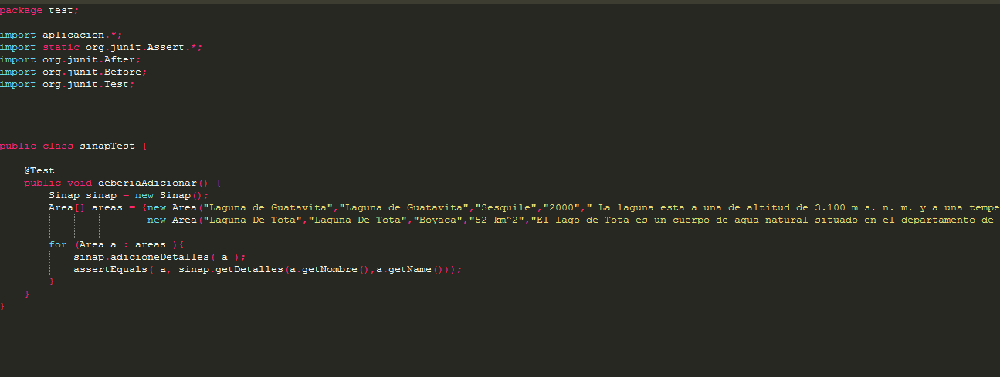 package test;
import aplicacion.*;
import static org.junit.Assert.*;
import org.junit.After;
import org.junit.Before;
import org.junit.Test;
public class sinapTest {
@Test
public void deberiaAdicionar() {
Sinap sinap = new Sinap();
Area[] areas = {new Area("Laguna de Guatavita","Laguna de Guatavita","Sesquile","2000"," La laguna esta a una de altitud de 3.100 m s. n. m. y a una tempe
new Area("Laguna De Tota","Laguna De Tota","Boyaca","52 km^2","El lago de Tota es un cuerpo de agua natural situado en el departamento de
for (Area a : areas ){
sinap.adicioneDetalles( a );
assertEquals( a, sinap.getDetalles(a.getNombre(),a.getName()));
}
}
}